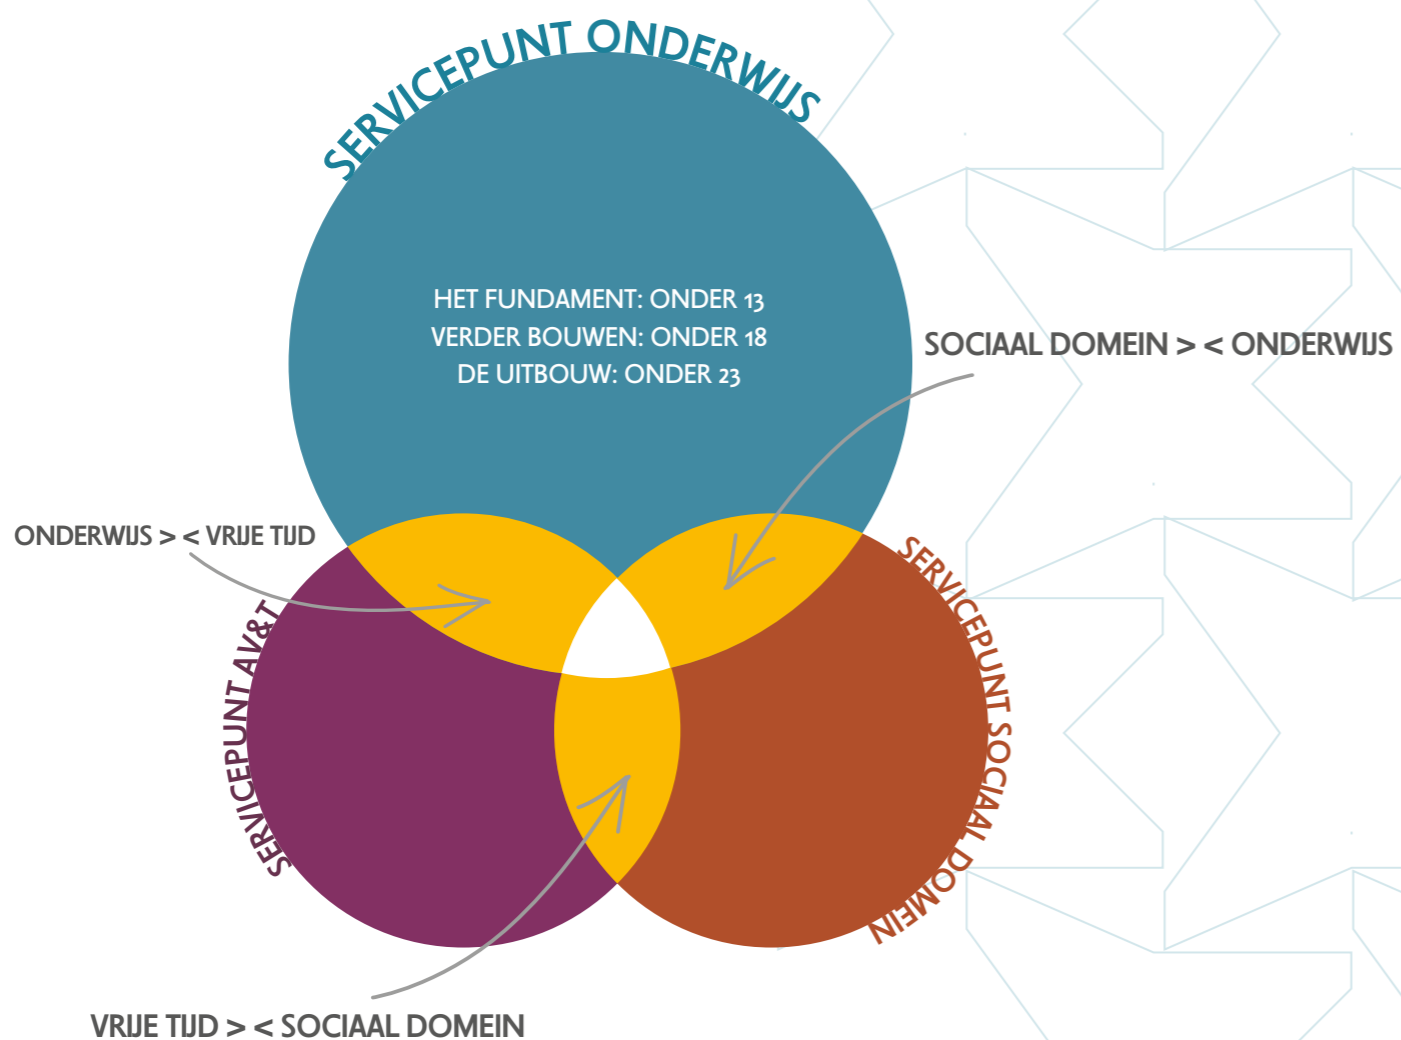 SERVICEPUNT ONDERWIJS
HET FUNDAMENT: ONDER 13
VERDER BOUWEN: ONDER 18
DE UITBOUW: ONDER 23
SOCIAAL DOMEIN > < ONDERWIJS
ONDERWIJS > < VRIJE TIJD
SERVICEPUNT AV&T
SERVICEPUNT SOCIAAL DOMEIN
VRIJE TIJD > < SOCIAAL DOMEIN